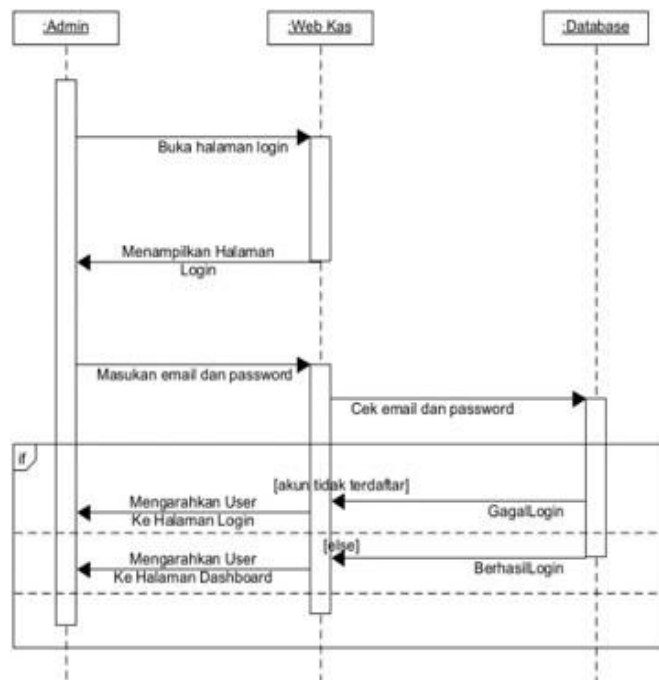 :Admin
:Web Kas
:Database
Buka halaman login
Menampilkan Halaman
Login
Masukan email dan password
Cek email dan password
if
[akun tidak terdaftar]
Mengarahkan User
Ke Halaman Login
GagalLogin
[else]
Mengarahkan User
Ke Halaman Dashboard
BerhasilLogin